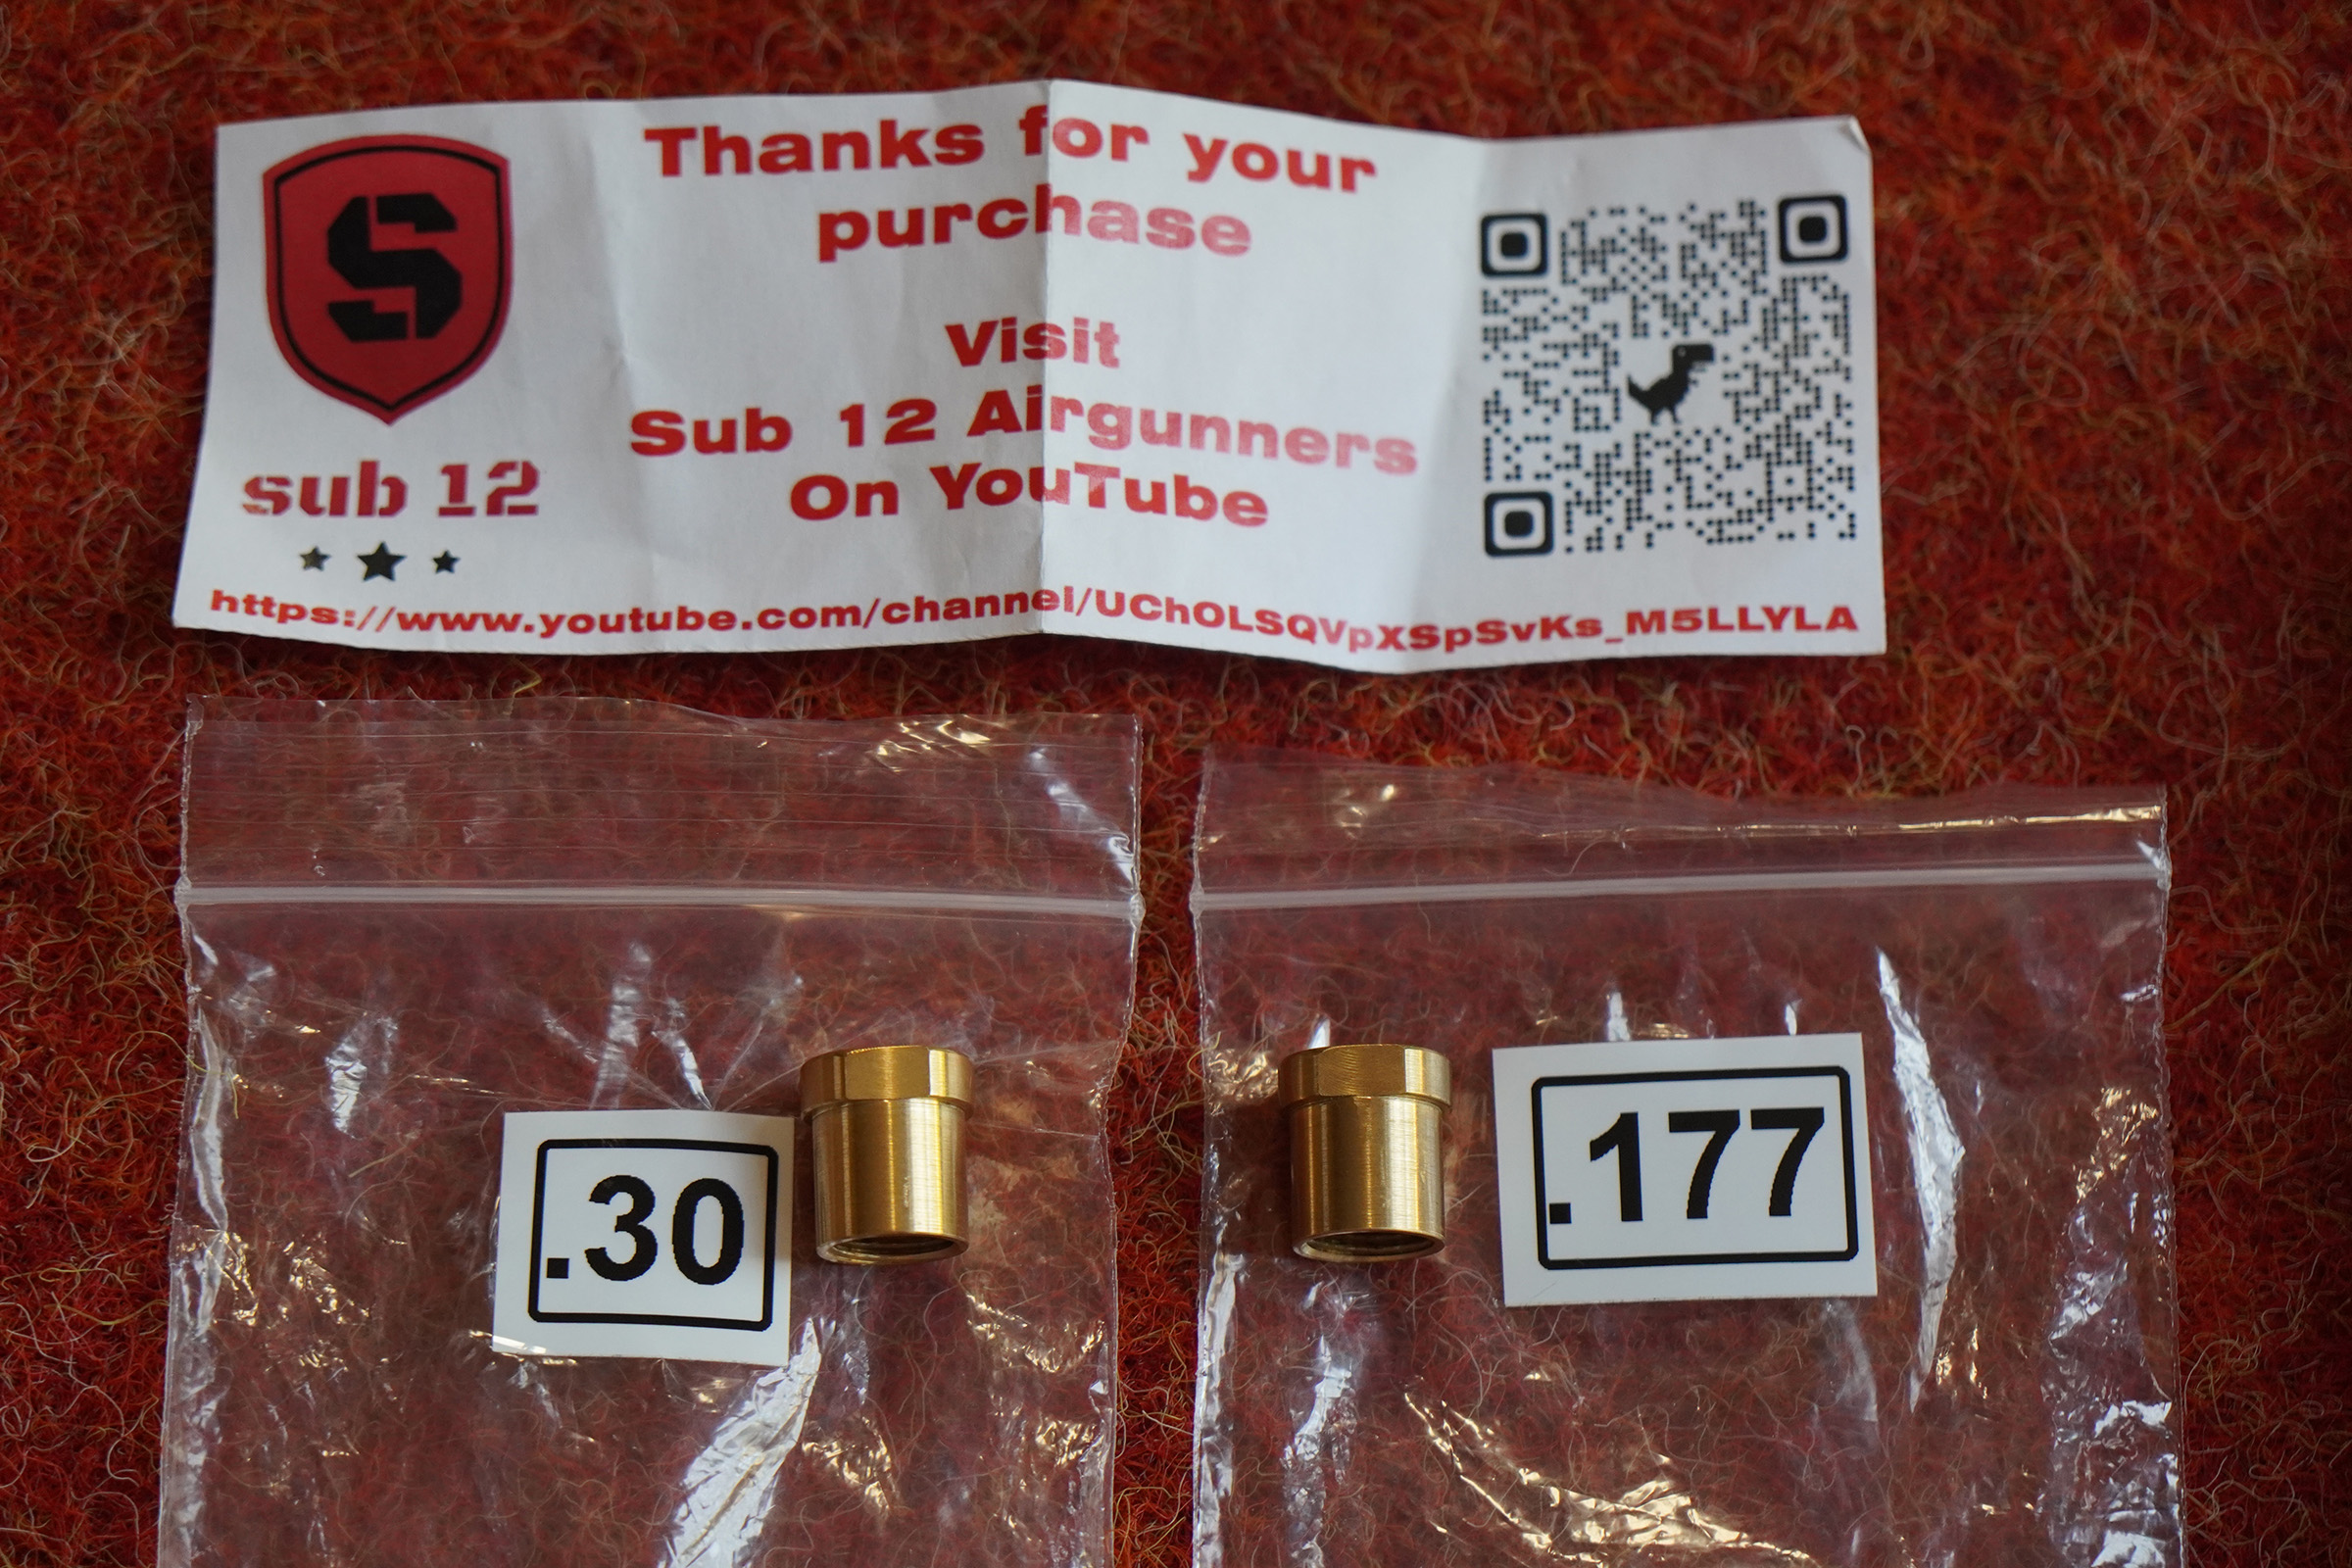 S
sub 12
Thanks for your
purchase
Visit
Sub 12 Airgunners
On YouTube
https://www.youtube.com/channel/UChOLSQVpXSpSvKs_M5LLYLA
.30
.177